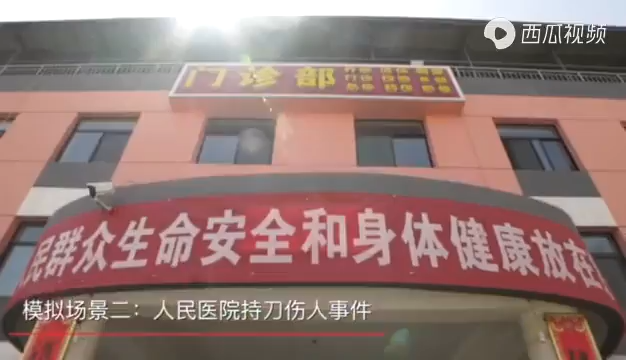 西瓜视频
门诊部
民群众生命安全和身体健康放在
模拟场景二：人民医院持刀伤人事件